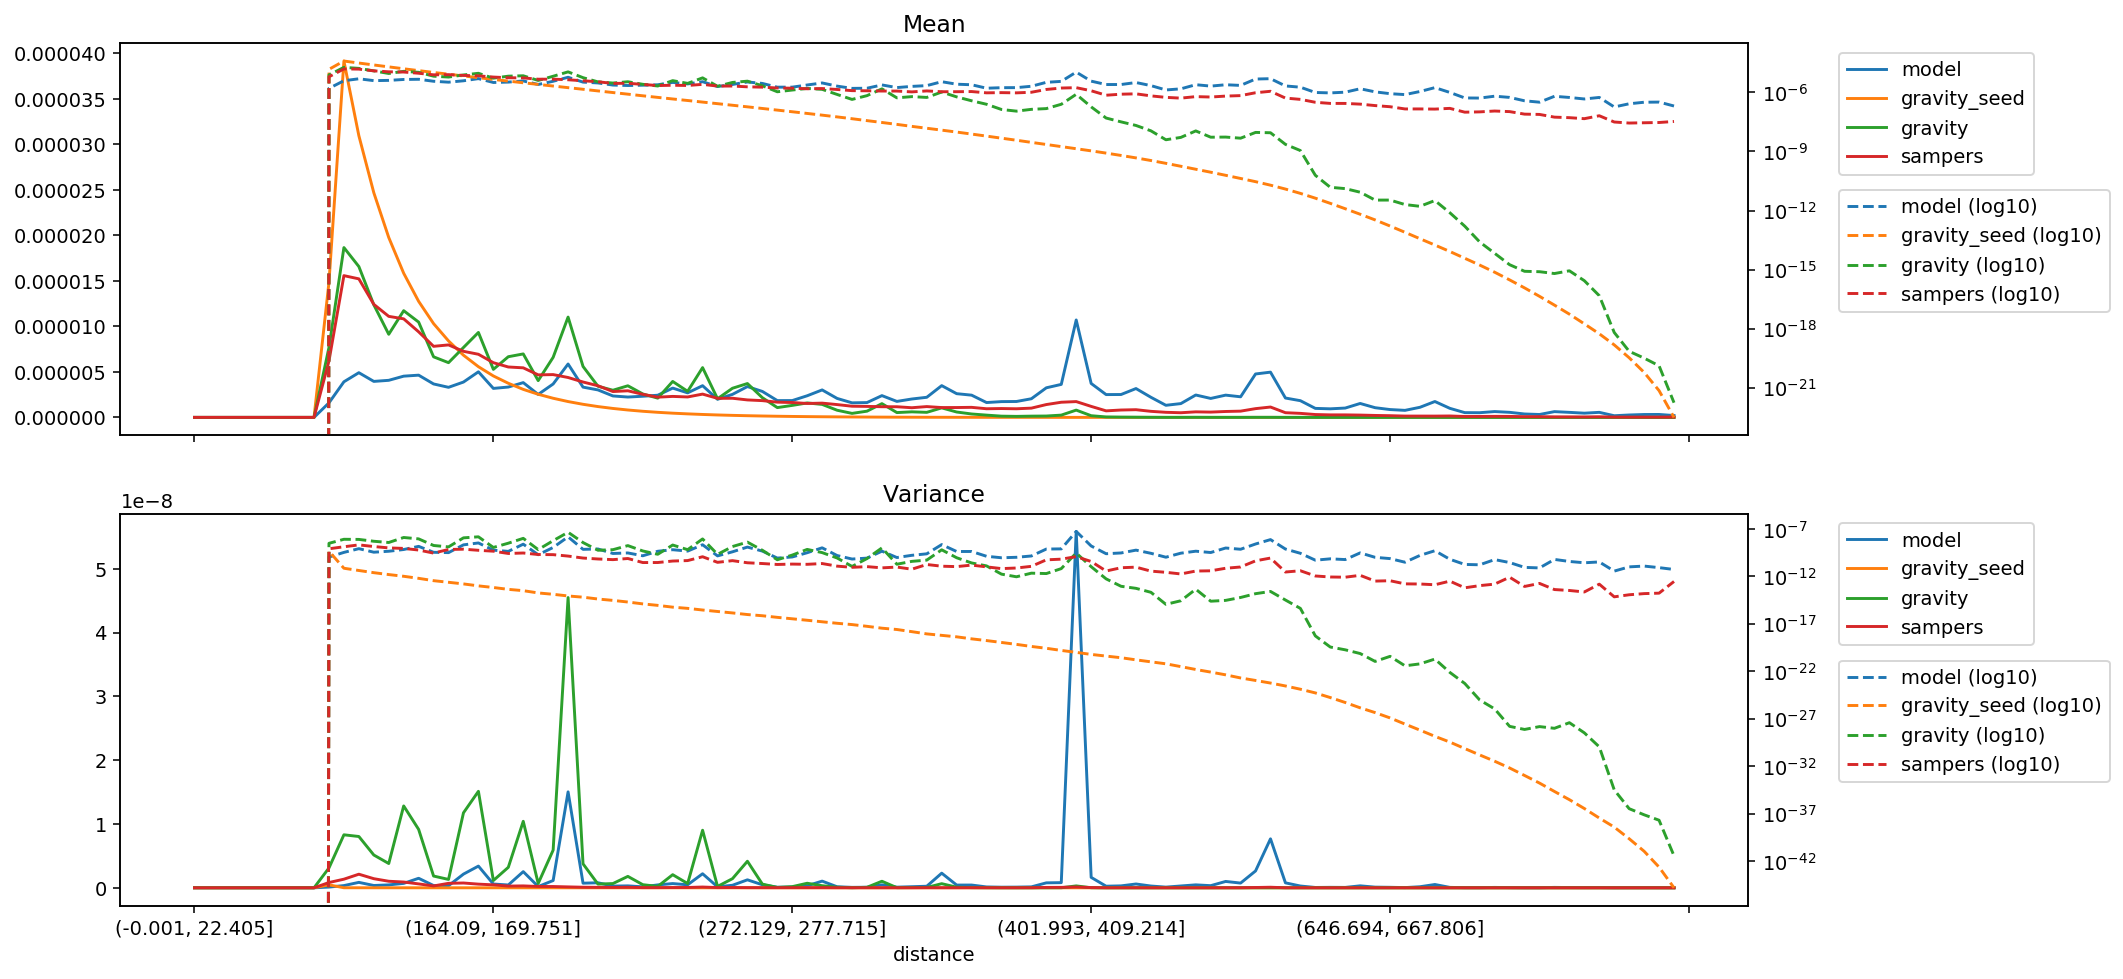 Mean
0.000040
0.000035
0.000030
0.000025
0.000020
0.000015
0.000010
0.000005
0.000000
10⁻⁶
10⁻⁹
10⁻¹²
10⁻¹⁵
10⁻¹⁸
10⁻²¹
model
gravity_seed
gravity
sampers
model (log10)
gravity_seed (log10)
gravity (log10)
sampers (log10)
Variance
1e−8
5
4
3
2
1
0
10⁻⁷
10⁻¹²
10⁻¹⁷
10⁻²²
10⁻²⁷
10⁻³²
10⁻³⁷
10⁻⁴²
model
gravity_seed
gravity
sampers
model (log10)
gravity_seed (log10)
gravity (log10)
sampers (log10)
(-0.001, 22.405]
(164.09, 169.751]
(272.129, 277.715]
(401.993, 409.214]
(646.694, 667.806]
distance